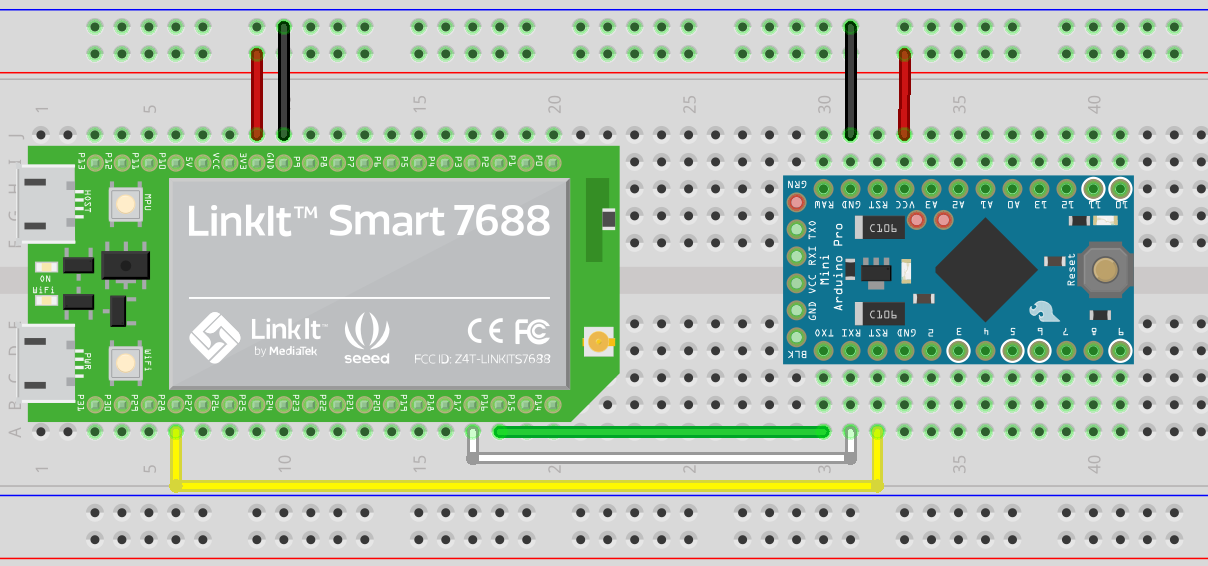 1 5 15 20 25 30 35 40
J
P13 P12 P11 P10 5V VCC 3V3 GND P9 P8 P7 P6 P5 P4 P3 P2 P1 P0
HOST
MPU
LinkIt™ Smart 7688
ON
WiFi
PWR
WiFi
LinkIt™
by MediaTek
seeed
CE FC
FCC ID: Z4T-LINKITS7688
P31 P30 P29 P28 P27 P26 P25 P24 P23 P22 P21 P20 P19 P18 P17 P16 P15 P14
GRN
RAW GND RST VCC A3 A2 A1 A0 13 12 11 10
GND VCC RXI TXO
Mini
Arduino Pro
C106
C106
Reset
BLK
TXO RXI RST GND 2 3 4 5 6 7 8 9
A
1 5 10 15 20 25 30 35 40